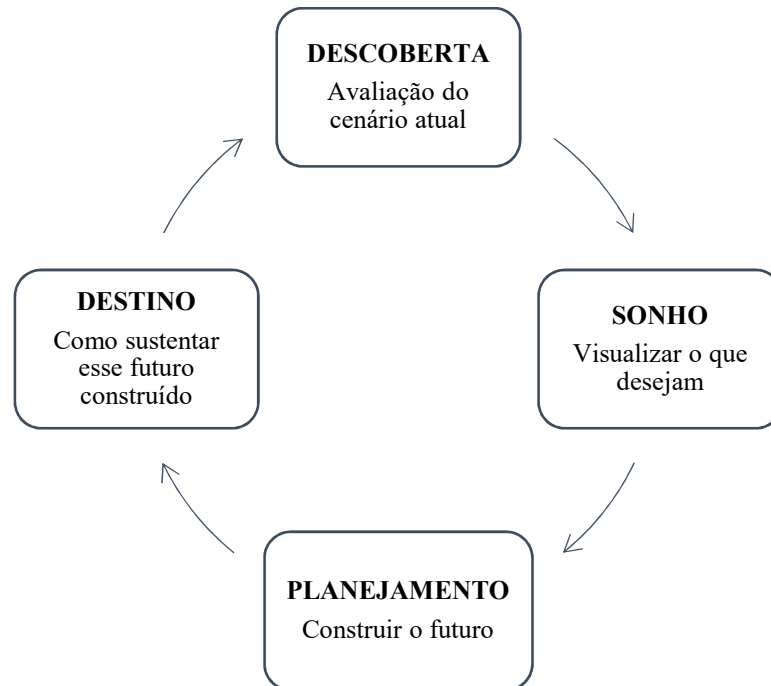 DESCOBERTA
Avaliação do
cenário atual
SONHO
Visualizar o que
desejam
PLANEJAMENTO
Construir o futuro
DESTINO
Como sustentar
esse futuro
construído